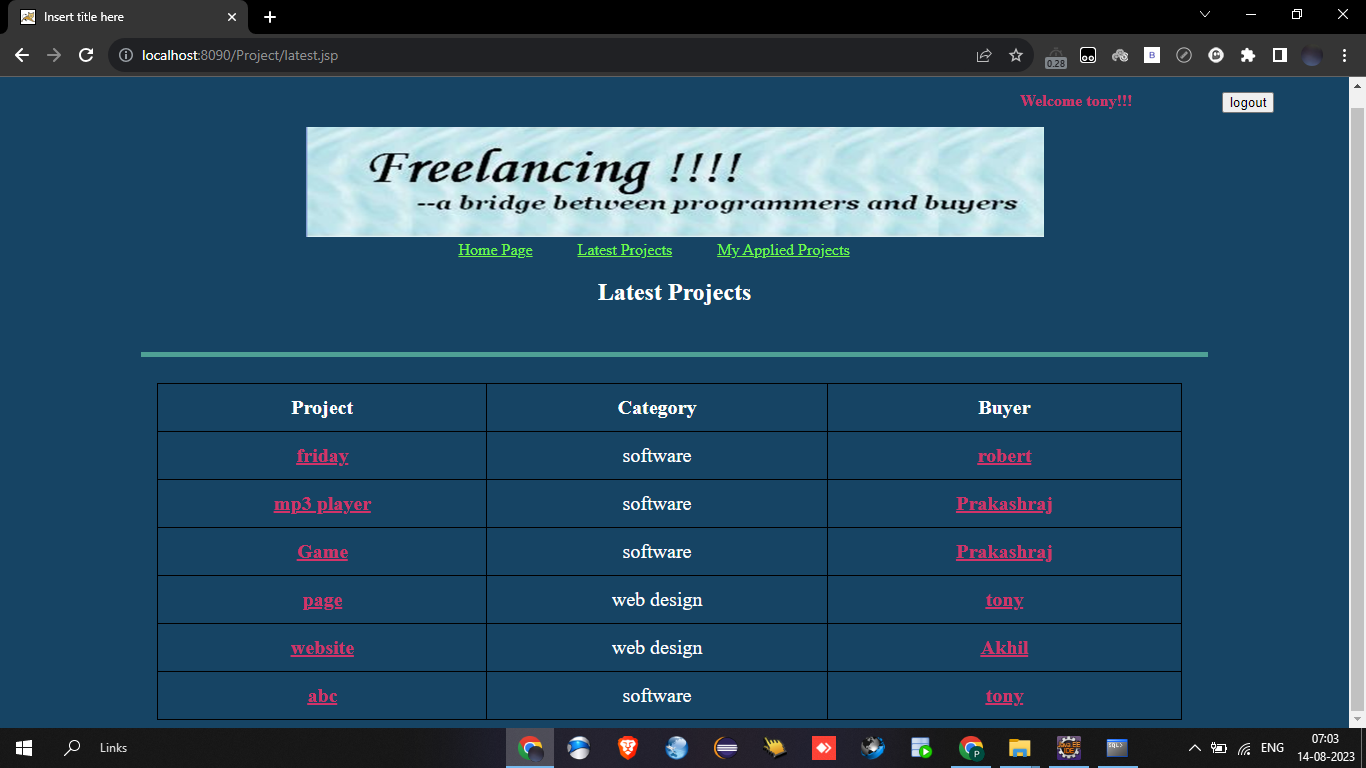 Insert title here
localhost:8090/Project/latest.jsp
0.28
B
Welcome tony!!!
logout
Freelancing !!!!
--a bridge between programmers and buyers
Home Page Latest Projects My Applied Projects
Latest Projects
Project Category Buyer
friday software robert
mp3 player software Prakashraj
Game software Prakashraj
page web design tony
website web design Akhil
abc software tony
Links
P
SQL>
ENG
07:03
14-08-2023